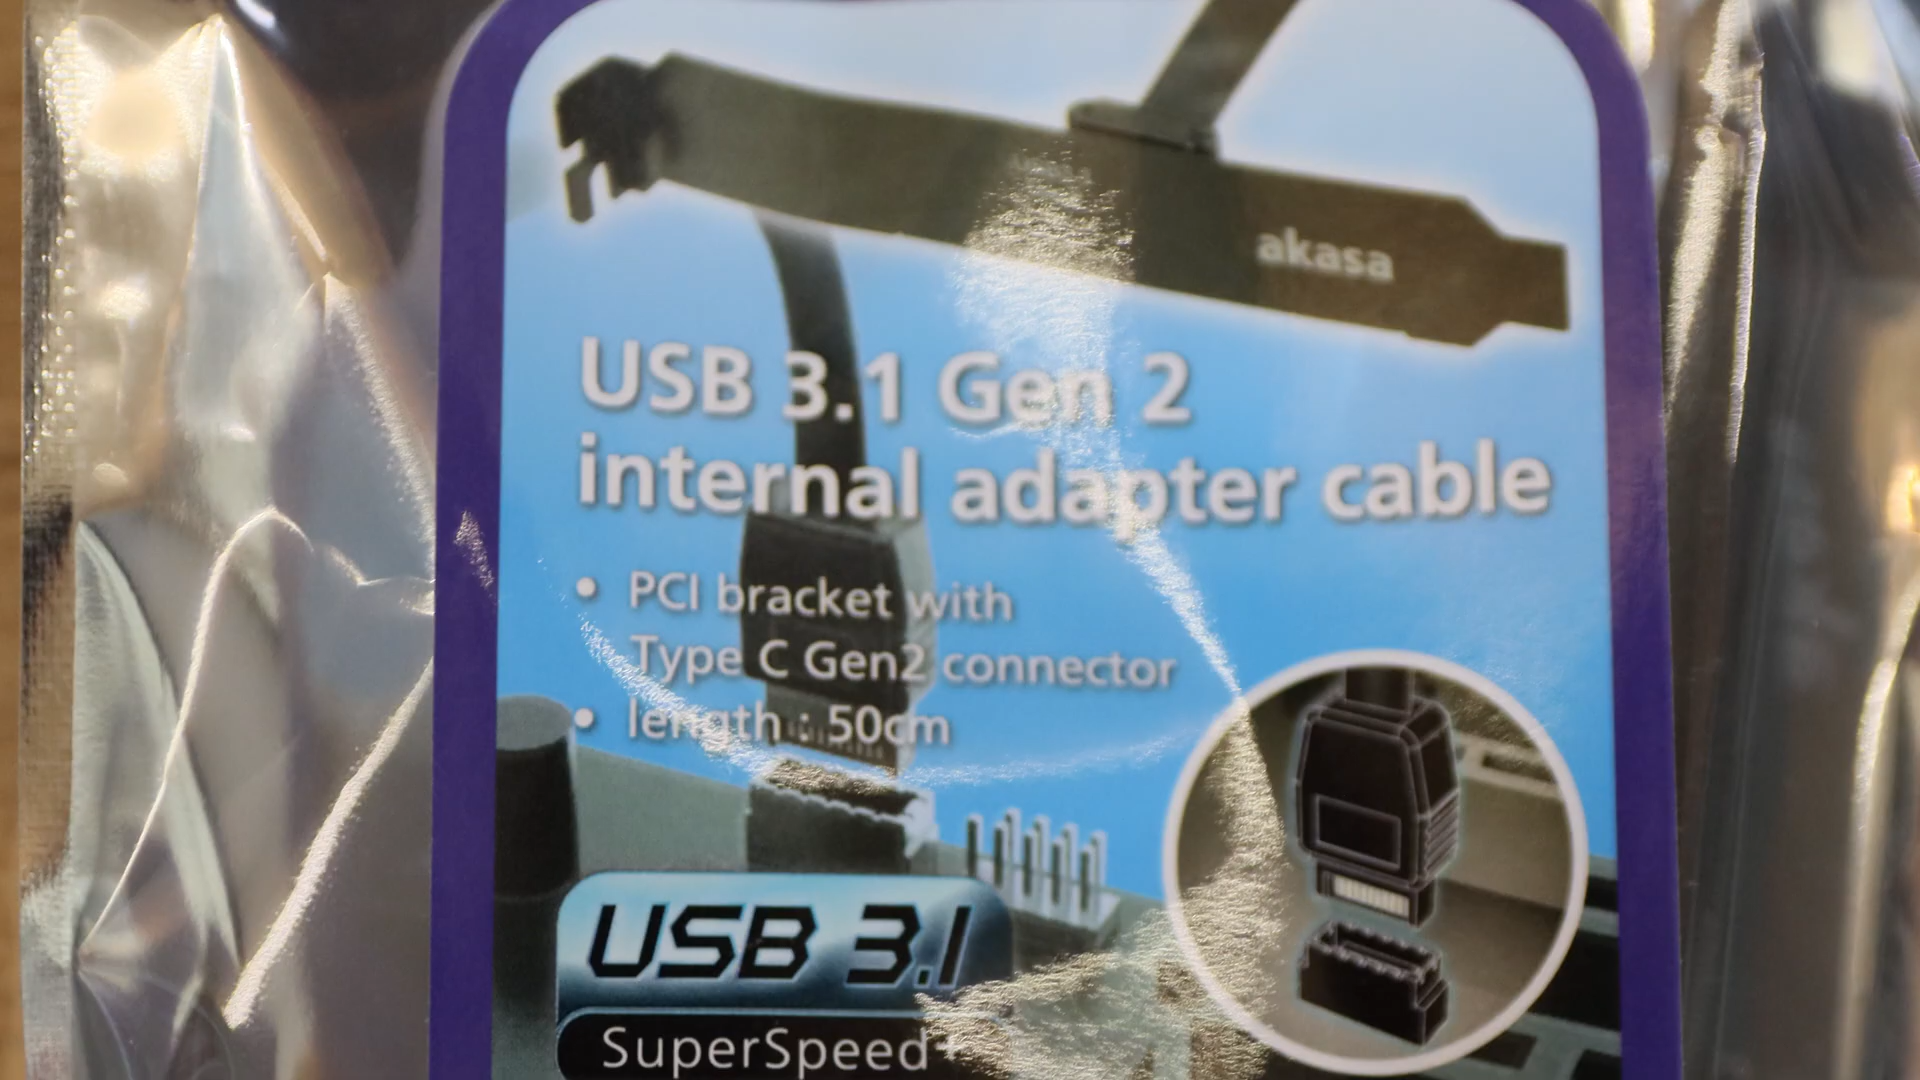 akasa
USB 3.1 Gen 2
internal adapter cable
• PCI bracket with
Type C Gen2 connector
• length : 50cm
USB 3.1
SuperSpeed+